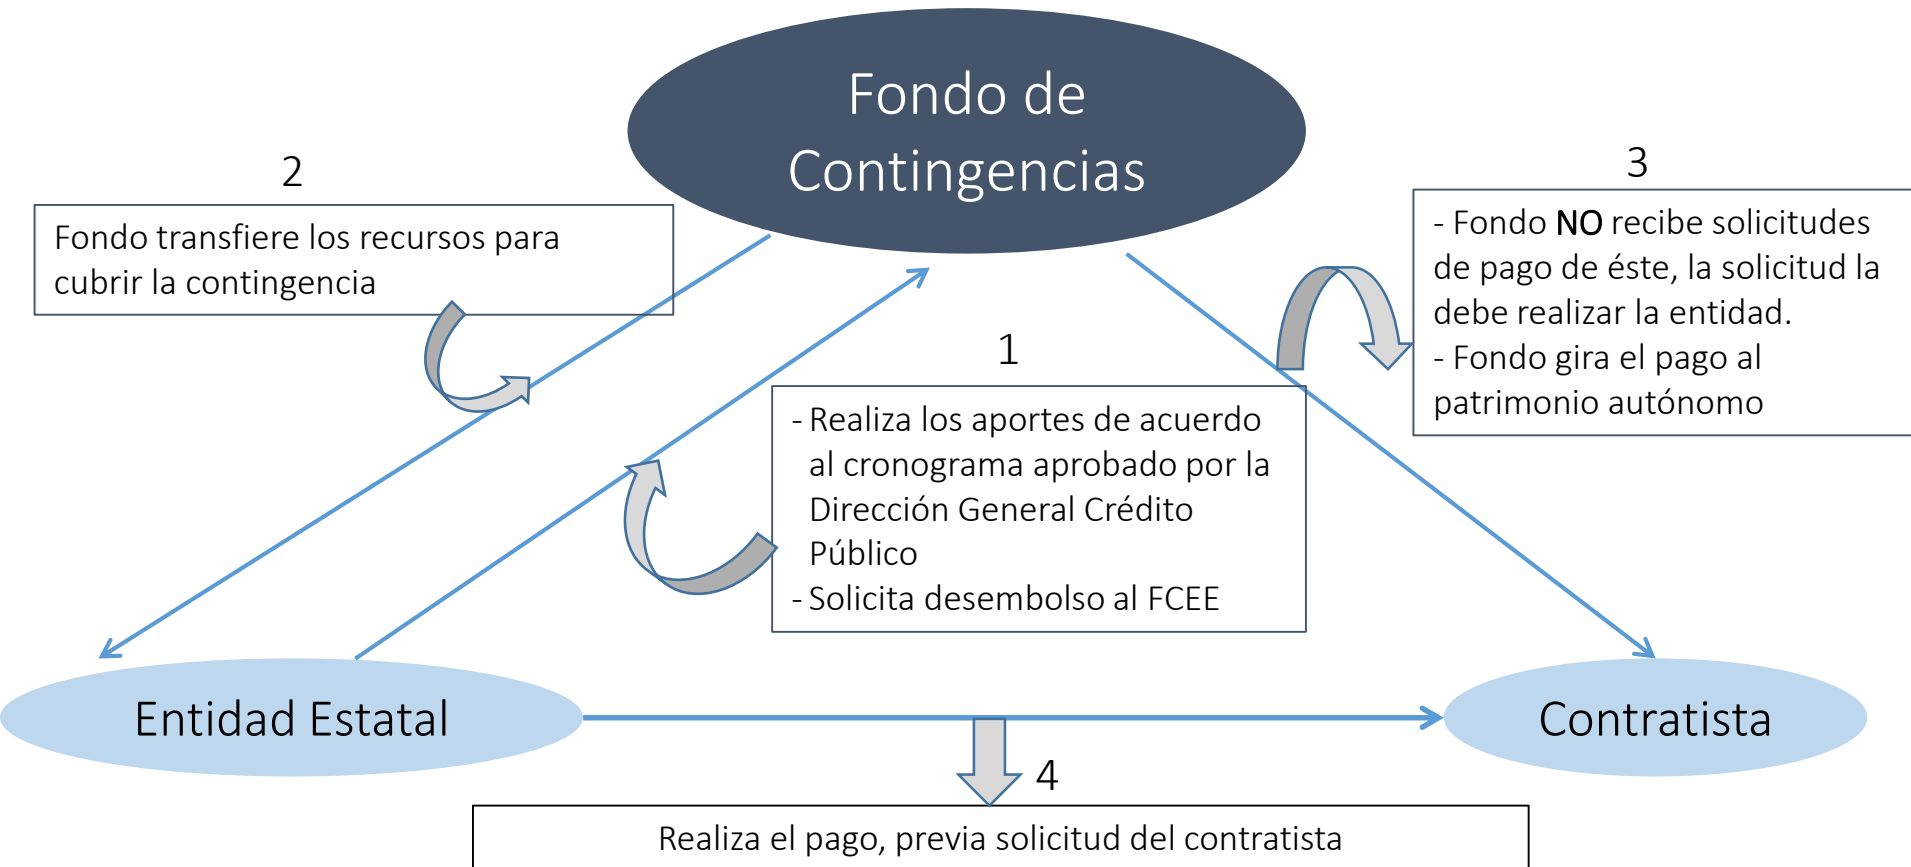 Fondo de
Contingencias
2
Fondo transfiere los recursos para
cubrir la contingencia
3
- Fondo NO recibe solicitudes
de pago de éste, la solicitud la
debe realizar la entidad.
- Fondo gira el pago al
patrimonio autónomo
1
- Realiza los aportes de acuerdo
al cronograma aprobado por la
Dirección General Crédito
Público
- Solicita desembolso al FCEE
Entidad Estatal
Contratista
4
Realiza el pago, previa solicitud del contratista